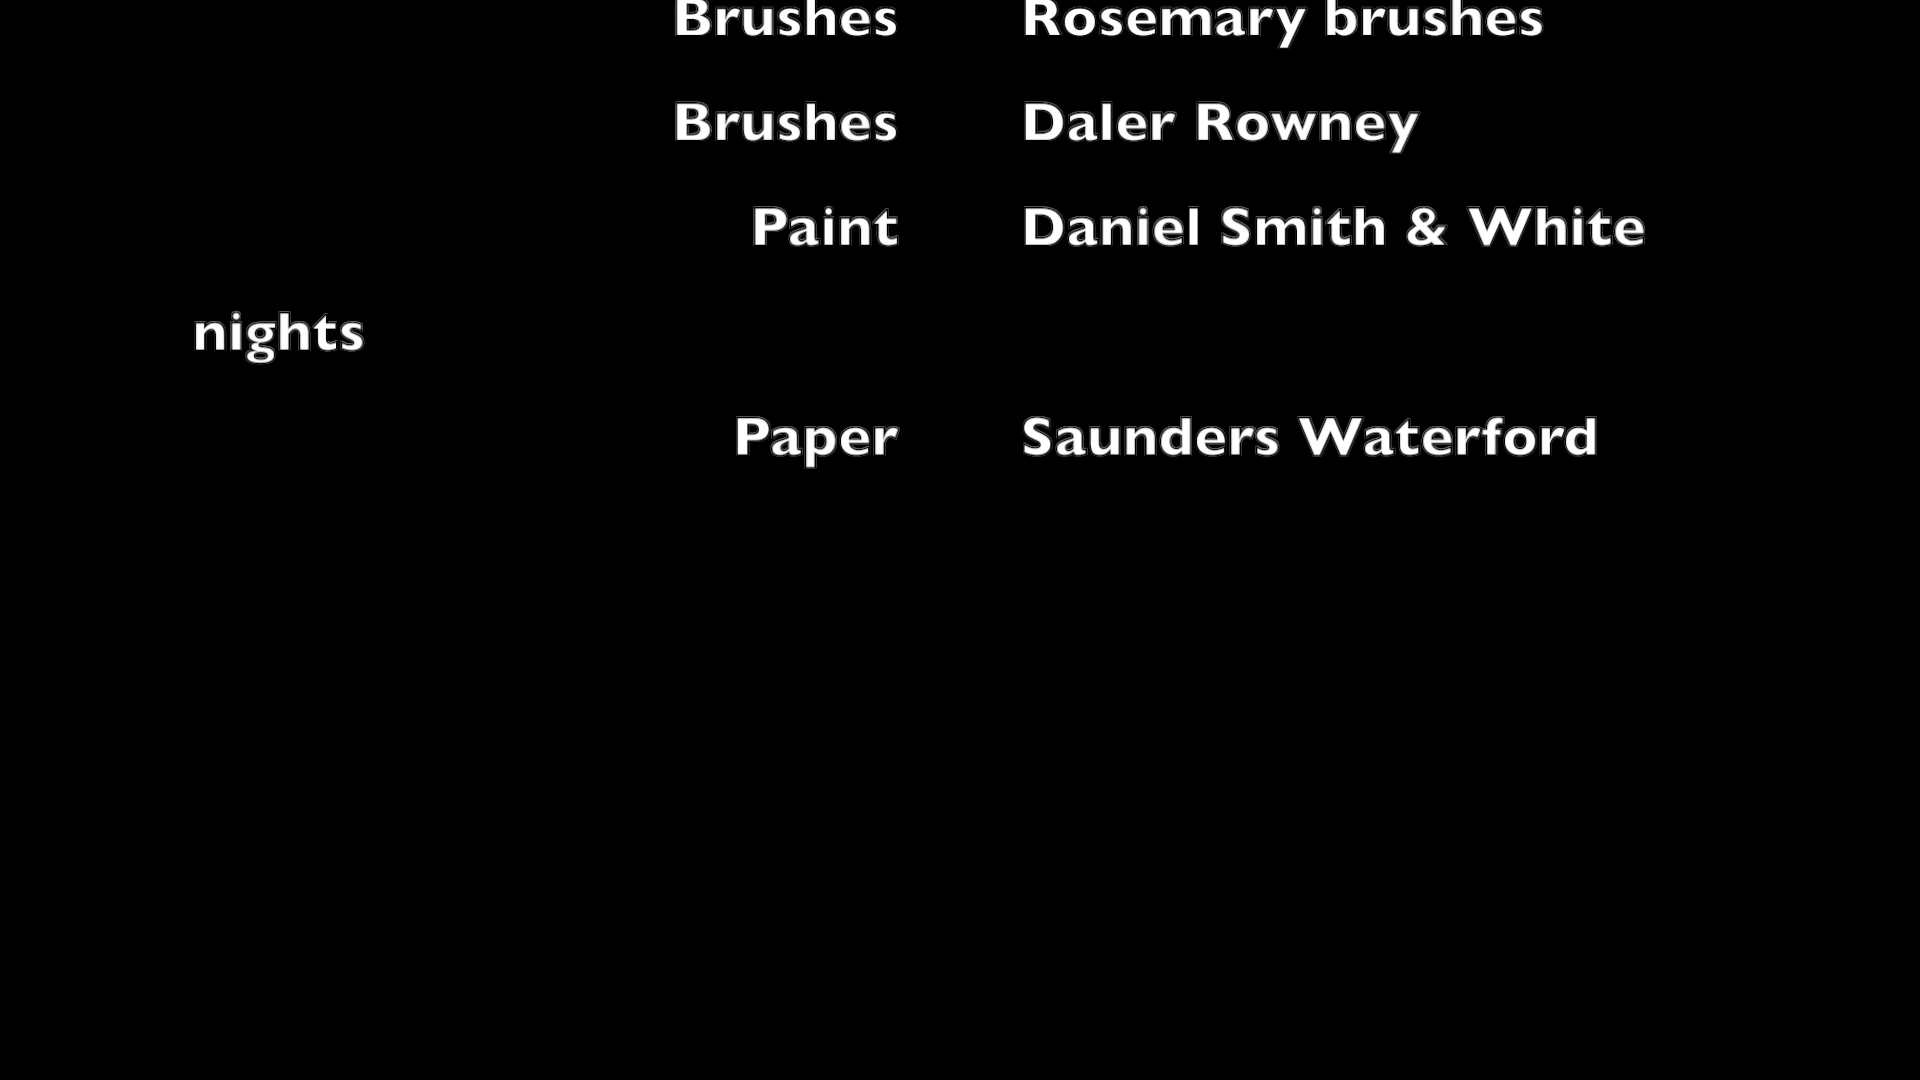 Brushes Rosemary brushes
Brushes Daler Rowney
Paint Daniel Smith & White
nights
Paper Saunders Waterford